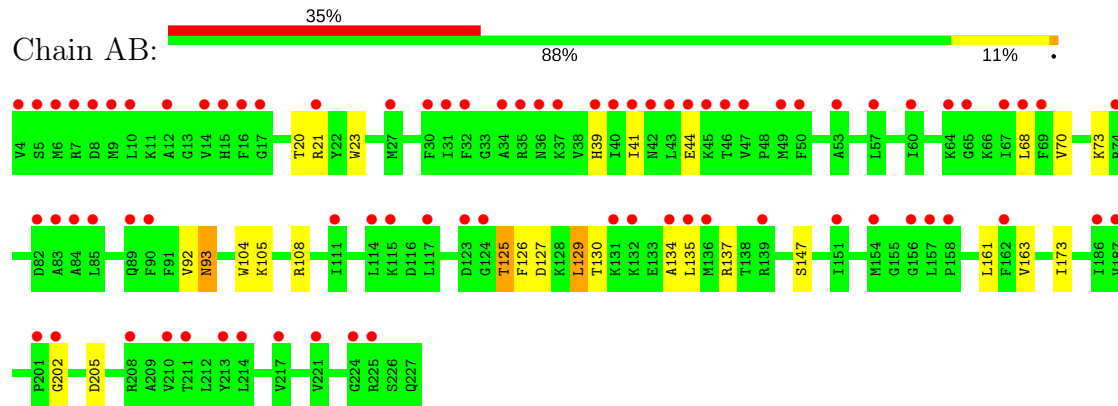 35%
Chain AB:
88% 11% •
V4 S5 M6 R7 D8 M9 L10 K11 A12 G13 V14 H15 F16 G17 T20 R21 Y22 W23 M27 F30 I31 F32 G33 A34 R35 N36 K37 V38 H39 I40 I41 N42 L43 E44 K45 T46 V47 P48 M49 F50 A53 L57 I60 K64 G65 K66 I67 L68 F69 V70 K73
D82 A83 A84 L85 Q89 F90 F91 V92 N93 W104 K105 R108 I111 L114 K115 D116 L117 D123 G124 T125 F126 D127 K128 L129 T130 K131 K132 E133 A134 L135 M136 R137 T138 R139 S147 I151 M154 G155 G156 L157 P158 L161 F162 V163 I173 I186
P201 G202 D205 R208 A209 V210 T211 L212 Y213 L214 V217 V221 G224 R225 S226 Q227